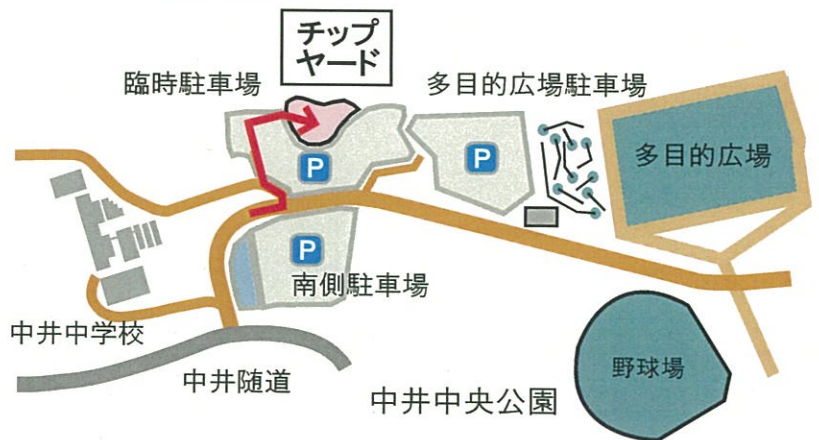 チップ
ヤード
臨時駐車場
多目的広場駐車場
P
P
多目的広場
P
南側駐車場
中井中学校
中井随道
中井中央公園
野球場